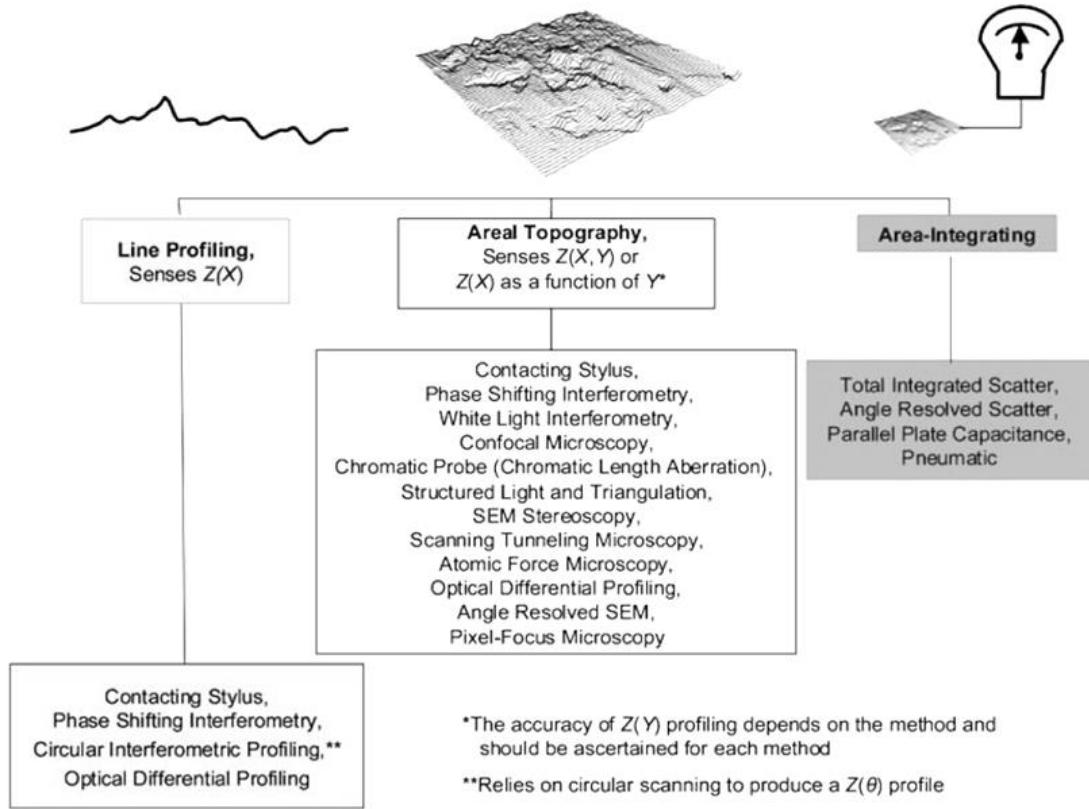 Line Profiling,
Senses Z(X)
Areal Topography,
Senses Z(X,Y) or
Z(X) as a function of Y*
Area-Integrating
Contacting Stylus,
Phase Shifting Interferometry,
White Light Interferometry,
Confocal Microscopy,
Chromatic Probe (Chromatic Length Aberration),
Structured Light and Triangulation,
SEM Stereoscopy,
Scanning Tunneling Microscopy,
Atomic Force Microscopy,
Optical Differential Profiling,
Angle Resolved SEM,
Pixel-Focus Microscopy
Total Integrated Scatter,
Angle Resolved Scatter,
Parallel Plate Capacitance,
Pneumatic
Contacting Stylus,
Phase Shifting Interferometry,
Circular Interferometric Profiling,**
Optical Differential Profiling
*The accuracy of Z(Y) profiling depends on the method and
should be ascertained for each method
**Relies on circular scanning to produce a Z(θ) profile